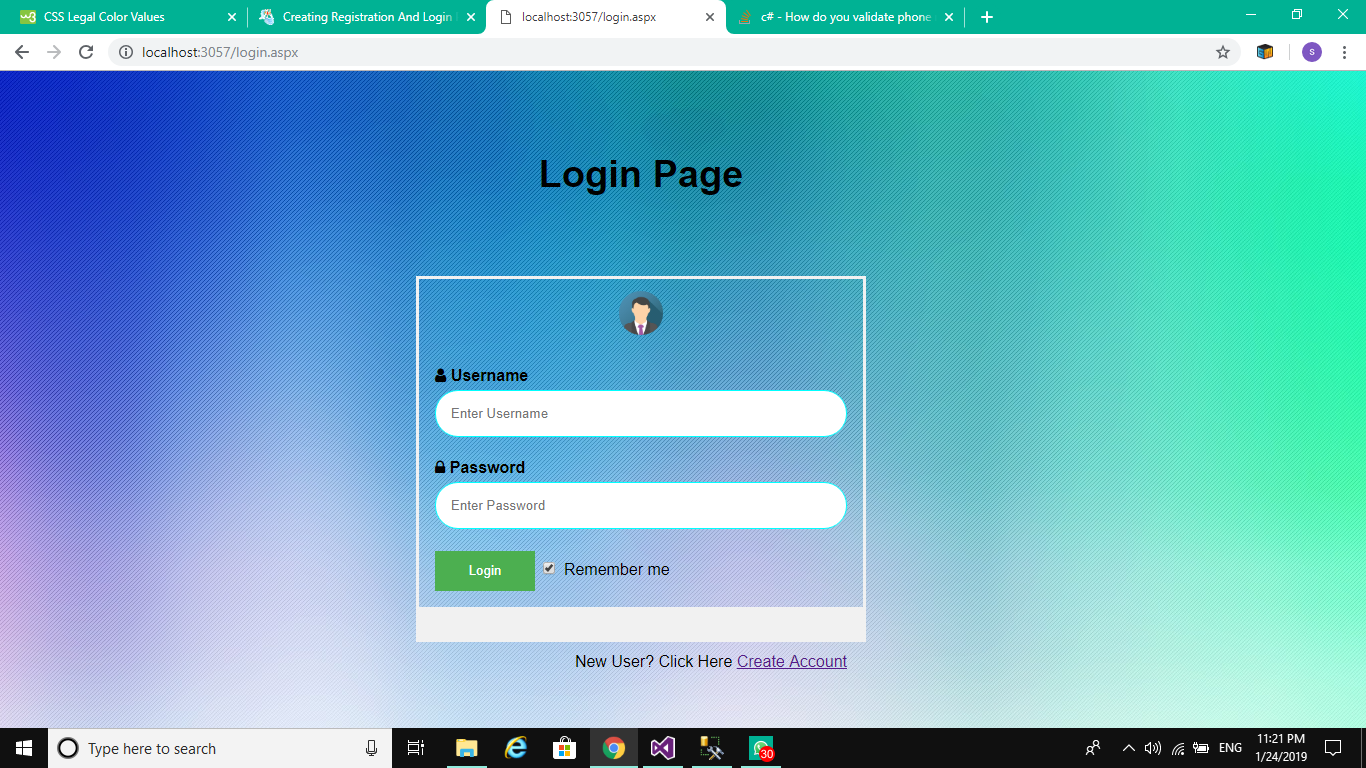 CSS Legal Color Values
Creating Registration And Login
localhost:3057/login.aspx
c# - How do you validate phone
localhost:3057/login.aspx
S
Login Page
Username
Enter Username
Password
Enter Password
Login
Remember me
New User? Click Here Create Account
Type here to search
30
ENG
11:21 PM
1/24/2019